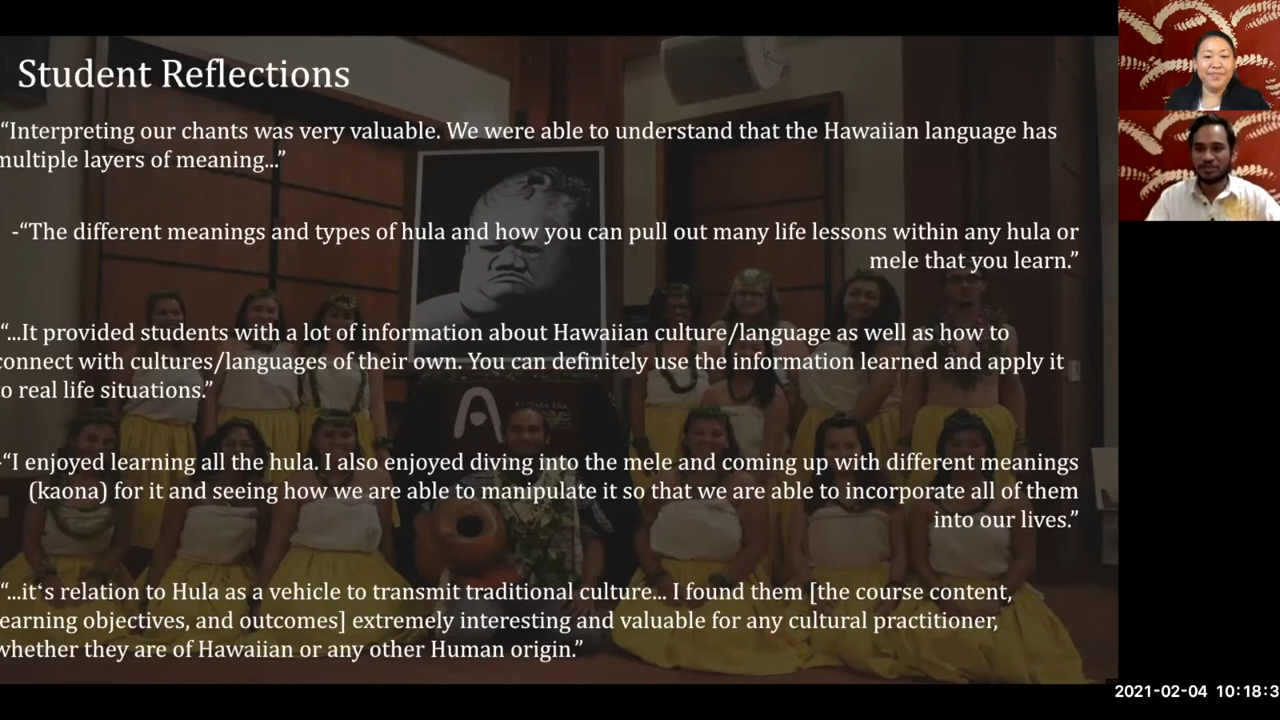 Student Reflections
“Interpreting our chants was very valuable. We were able to understand that the Hawaiian language has
multiple layers of meaning...”
-“The different meanings and types of hula and how you can pull out many life lessons within any hula or
mele that you learn.”
“...It provided students with a lot of information about Hawaiian culture/language as well as how to
connect with cultures/languages of their own. You can definitely use the information learned and apply it
to real life situations.”
-“I enjoyed learning all the hula. I also enjoyed diving into the mele and coming up with different meanings
(kaona) for it and seeing how we are able to manipulate it so that we are able to incorporate all of them
into our lives.”
“...it‘s relation to Hula as a vehicle to transmit traditional culture... I found them [the course content,
learning objectives, and outcomes] extremely interesting and valuable for any cultural practitioner,
whether they are of Hawaiian or any other Human origin.”
2021-02-04 10:18:3